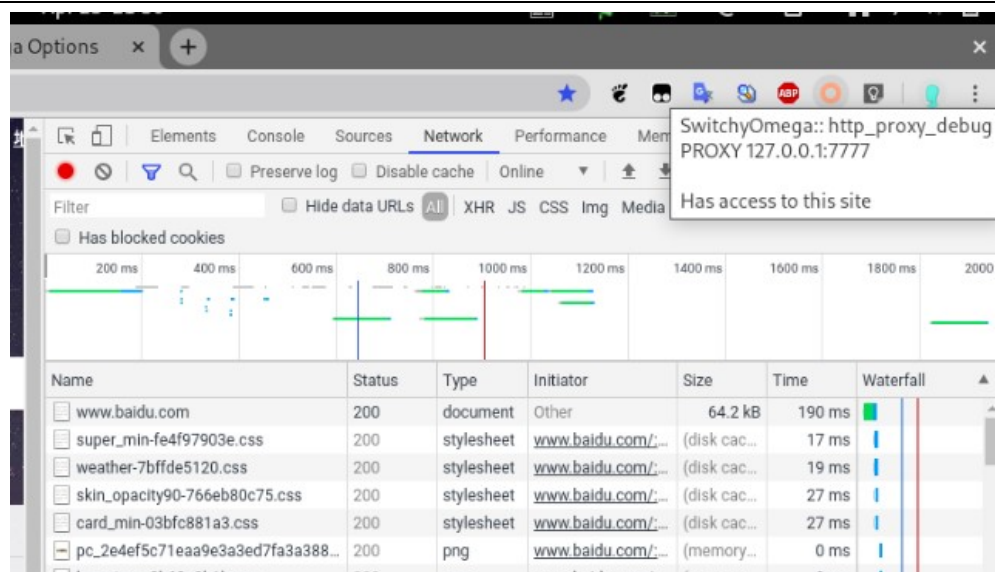 a Options × +
ABP
Elements Console Sources Network Performance Mem
SwitchyOmega:: http_proxy_debug
PROXY 127.0.0.1:7777
Has access to this site
Preserve log Disable cache Online
Filter Hide data URLs All XHR JS CSS Img Media
Has blocked cookies
200 ms 400 ms 600 ms 800 ms 1000 ms 1200 ms 1400 ms 1600 ms 1800 ms 2000
Name Status Type Initiator Size Time Waterfall
www.baidu.com 200 document Other 64.2 kB 190 ms
super_min-fe4f97903e.css 200 stylesheet www.baidu.com/:... (disk cac... 17 ms
weather-7bffde5120.css 200 stylesheet www.baidu.com/:... (disk cac... 19 ms
skin_opacity90-766eb80c75.css 200 stylesheet www.baidu.com/:... (disk cac... 27 ms
card_min-03bfc881a3.css 200 stylesheet www.baidu.com/:... (disk cac... 27 ms
pc_2e4ef5c71eaa9e3a3ed7fa3a388... 200 png www.baidu.com/:... (memory... 0 ms